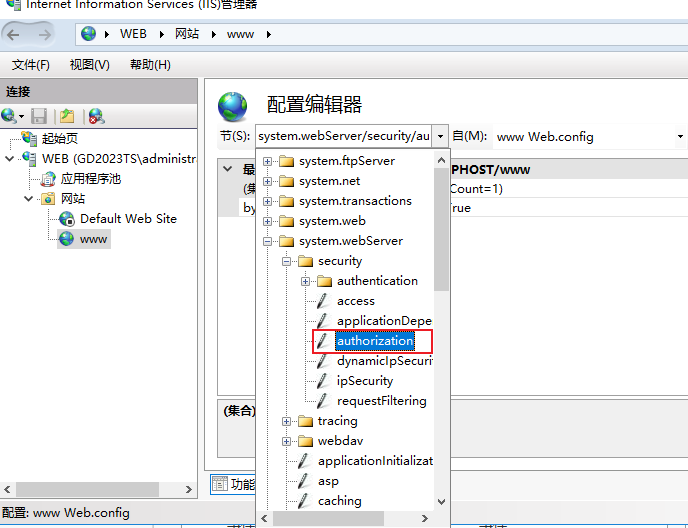 Internet Information Services (IIS)管理器
WEB
网站
www
文件(F)
视图(V)
帮助(H)
连接
起始页
WEB (GD2023TS\administra
应用程序池
网站
Default Web Site
www
配置编辑器
节(S):
system.webServer/security/au
自(M):
www Web.config
最
PHOST/www
(集
Count=1)
by
True
system.ftpServer
system.net
system.transactions
system.web
system.webServer
security
authentication
access
applicationDepe
authorization
dynamicIpSecurit
ipSecurity
requestFiltering
tracing
webdav
applicationInitializat
asp
caching
(集合)
功能
配置: www Web.config